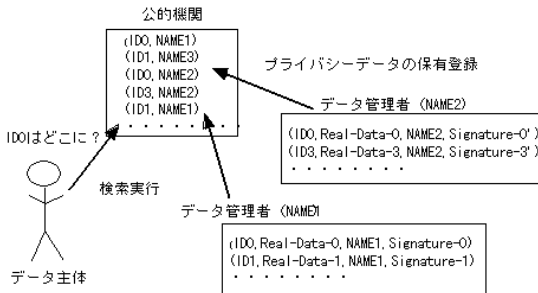 公的機関
(ID0, NAME1)
(ID1, NAME3)
(ID0, NAME2)
(ID3, NAME2)
(ID1, NAME1)
・・・・・・・・
プライバシーデータの保有登録
データ管理者 (NAME2)
(ID0, Real-Data-0, NAME2, Signature-0')
(ID3, Real-Data-3, NAME2, Signature-3')
・・・・・・・・
ID0はどこに？
検索実行
データ管理者 (NAME1
(ID0, Real-Data-0, NAME1, Signature-0)
(ID1, Real-Data-1, NAME1, Signature-1)
・・・・・・・・
データ主体